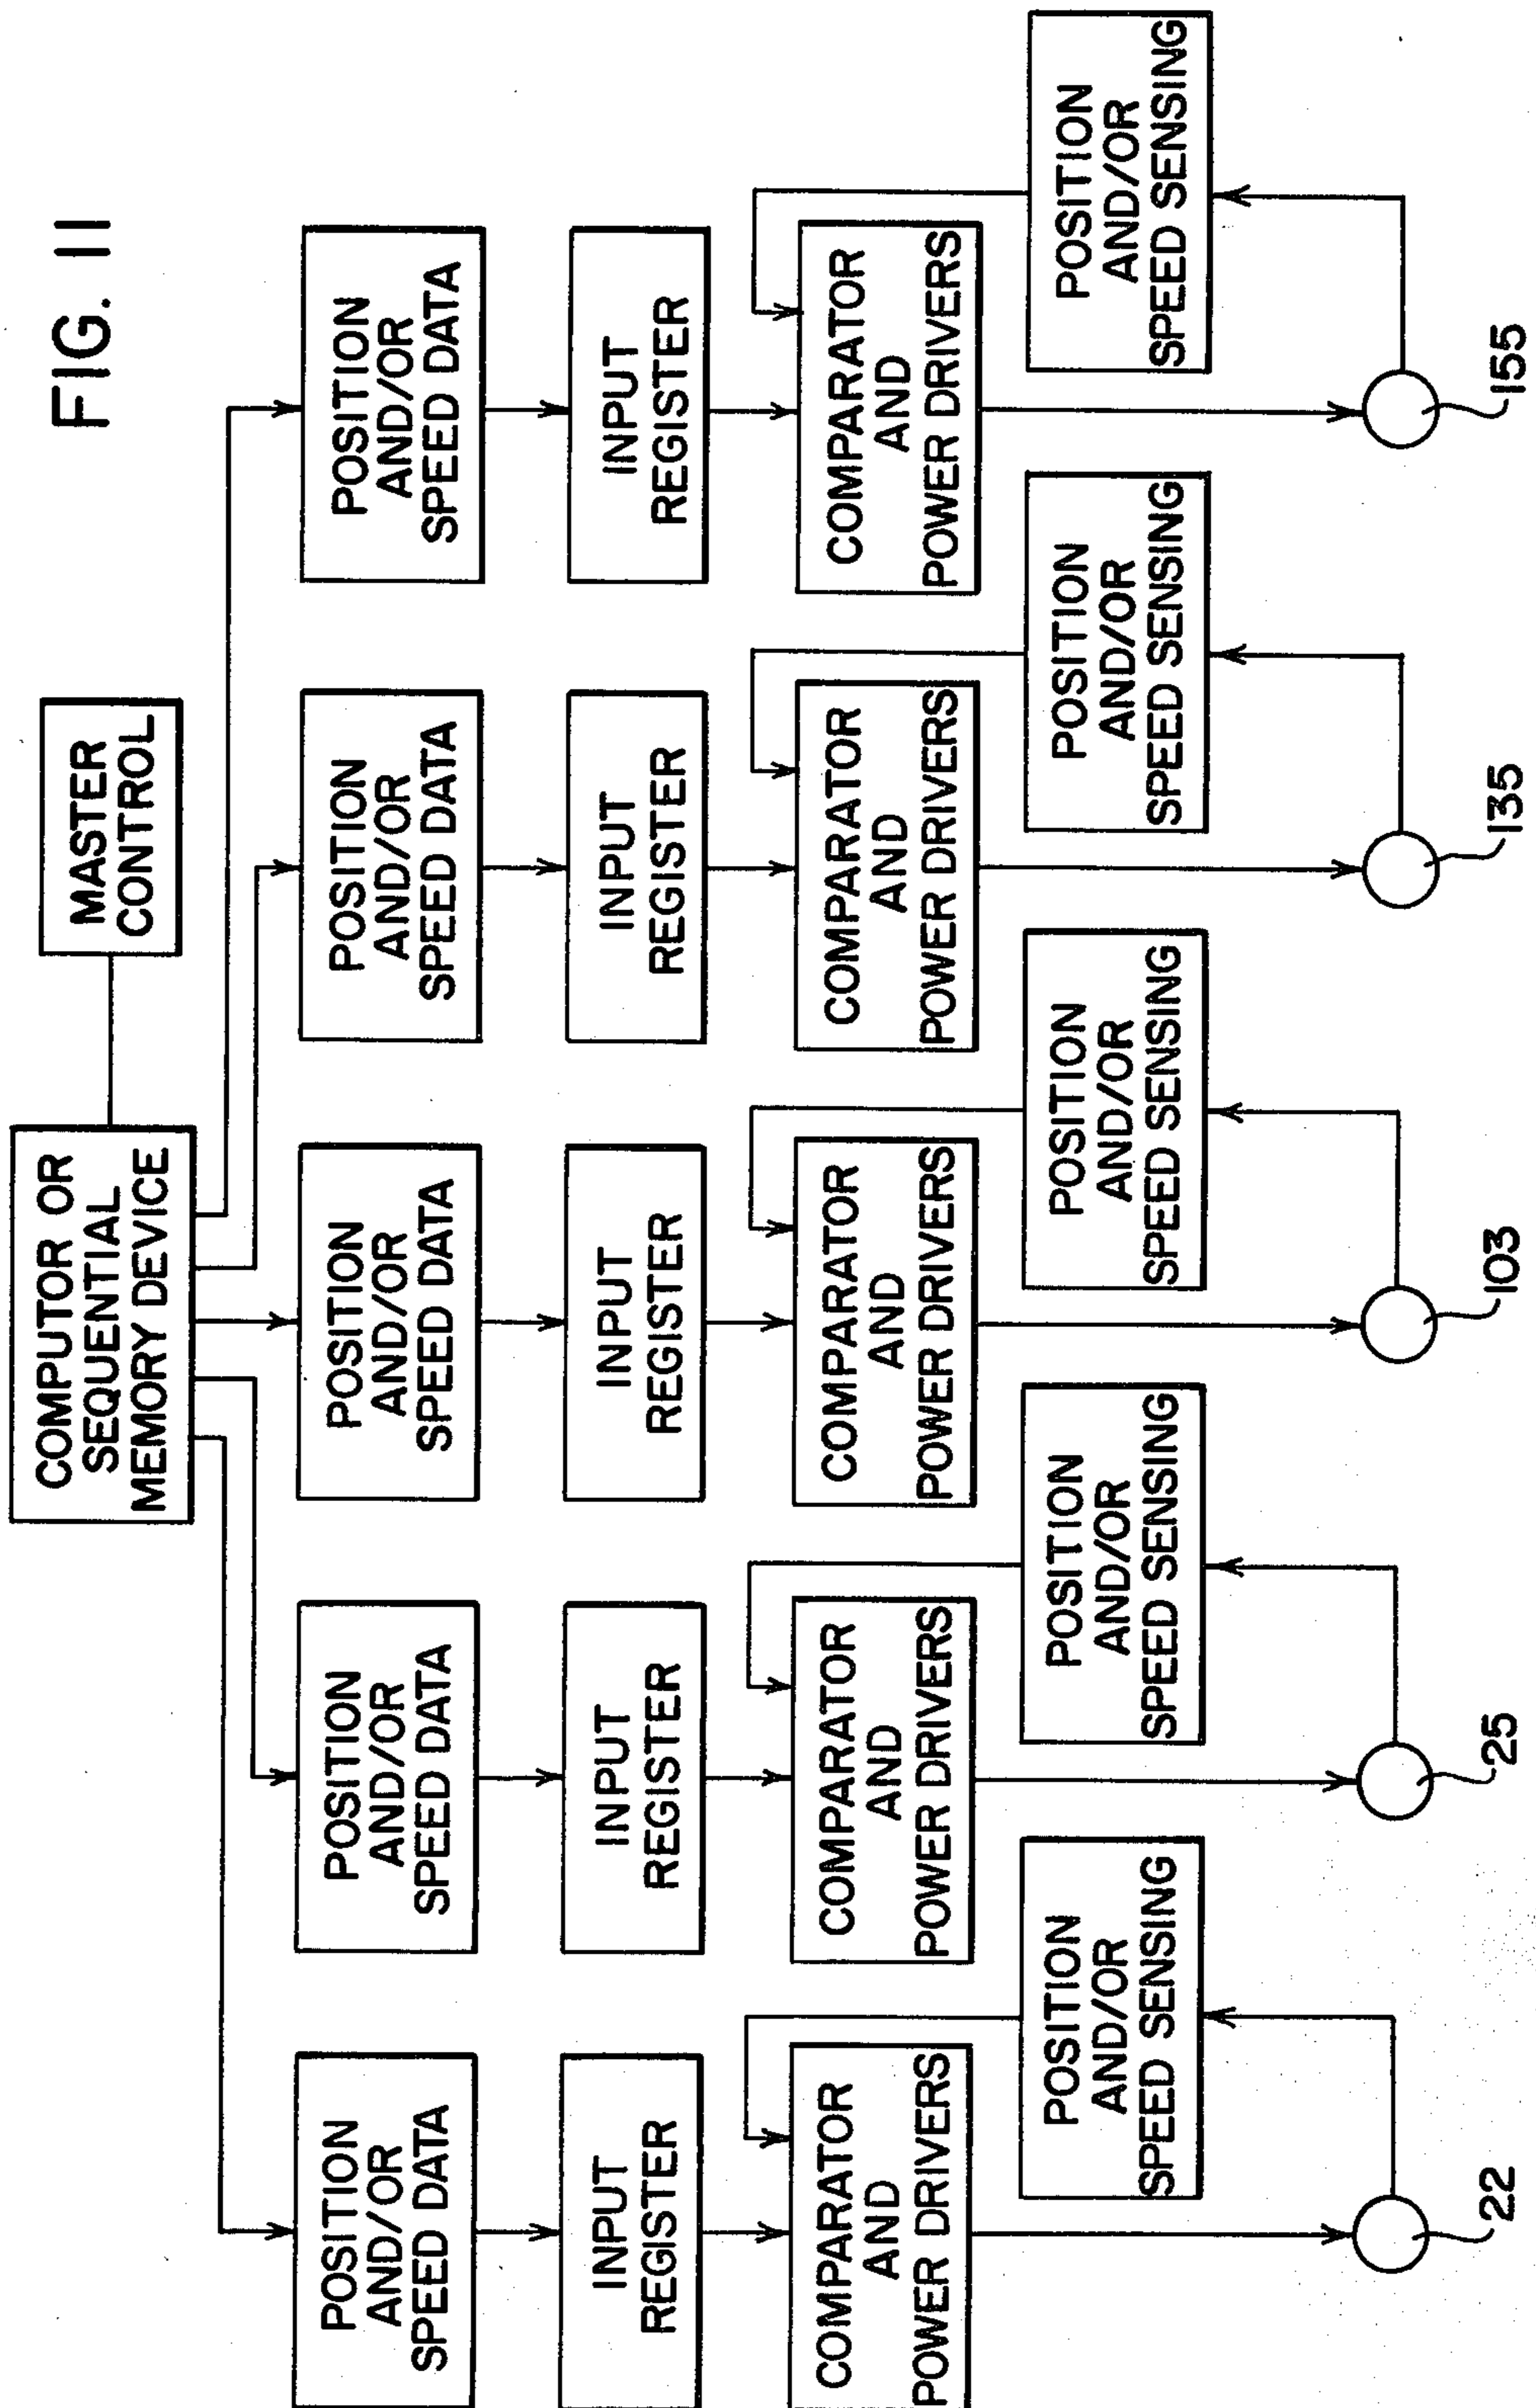 FIG. 11
COMPUTOR OR
SEQUENTIAL
MEMORY DEVICE
MASTER
CONTROL
POSITION
AND/OR
SPEED DATA
POSITION
AND/OR
SPEED DATA
POSITION
AND/OR
SPEED DATA
POSITION
AND/OR
SPEED DATA
POSITION
AND/OR
SPEED DATA
INPUT
REGISTER
INPUT
REGISTER
INPUT
REGISTER
INPUT
REGISTER
INPUT
REGISTER
COMPARATOR
AND
POWER DRIVERS
COMPARATOR
AND
POWER DRIVERS
COMPARATOR
AND
POWER DRIVERS
COMPARATOR
AND
POWER DRIVERS
COMPARATOR
AND
POWER DRIVERS
POSITION
AND/OR
SPEED SENSING
POSITION
AND/OR
SPEED SENSING
POSITION
AND/OR
SPEED SENSING
POSITION
AND/OR
SPEED SENSING
POSITION
AND/OR
SPEED SENSING
22
25
103
135
155